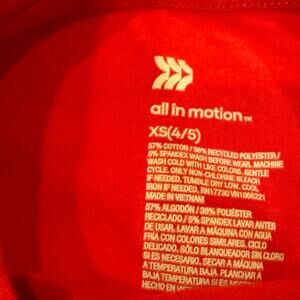 all in motion™
XS(4/5)
57% COTTON / 38% RECYCLED POLYESTER /
5% SPANDEX WASH BEFORE WEAR. MACHINE
WASH COLD WITH LIKE COLORS, GENTLE
CYCLE. ONLY NON-CHLORINE BLEACH
IF NEEDED. TUMBLE DRY LOW. COOL
IRON IF NEEDED. RN17730 VH1086221
MADE IN VIETNAM
57% ALGODÓN / 38% POLIÉSTER
RECICLADO / 5% SPANDEX LAVAR ANTES
DE USAR. LAVAR A MÁQUINA CON AGUA
FRÍA CON COLORES SIMILARES, CICLO
DELICADO. SÓLO BLANQUEADOR SIN CLORO
SI ES NECESARIO. SECAR A MÁQUINA
A TEMPERATURA BAJA. PLANCHAR
A TEMPERATURA BAJA SI ES NECESARIO.
HECHO EN